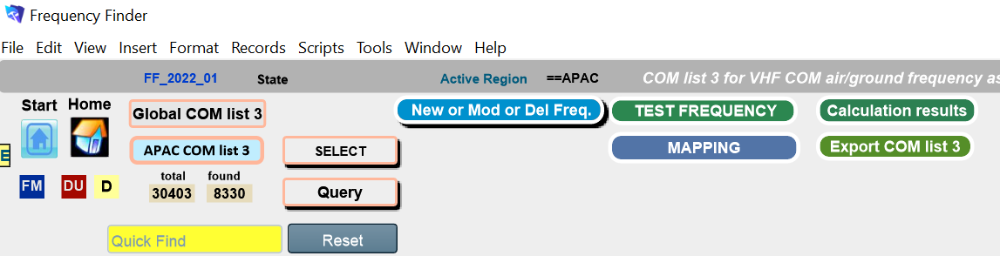 Frequency Finder
File Edit View Insert Format Records Scripts Tools Window Help
FF_2022_01 State Active Region ==APAC COM list 3 for VHF COM air/ground frequency as
Start Home Global COM list 3 New or Mod or Del Freq. TEST FREQUENCY Calculation results
E APAC COM list 3 SELECT MAPPING Export COM list 3
total found
FM DU D 30403 8330 Query
Quick Find Reset